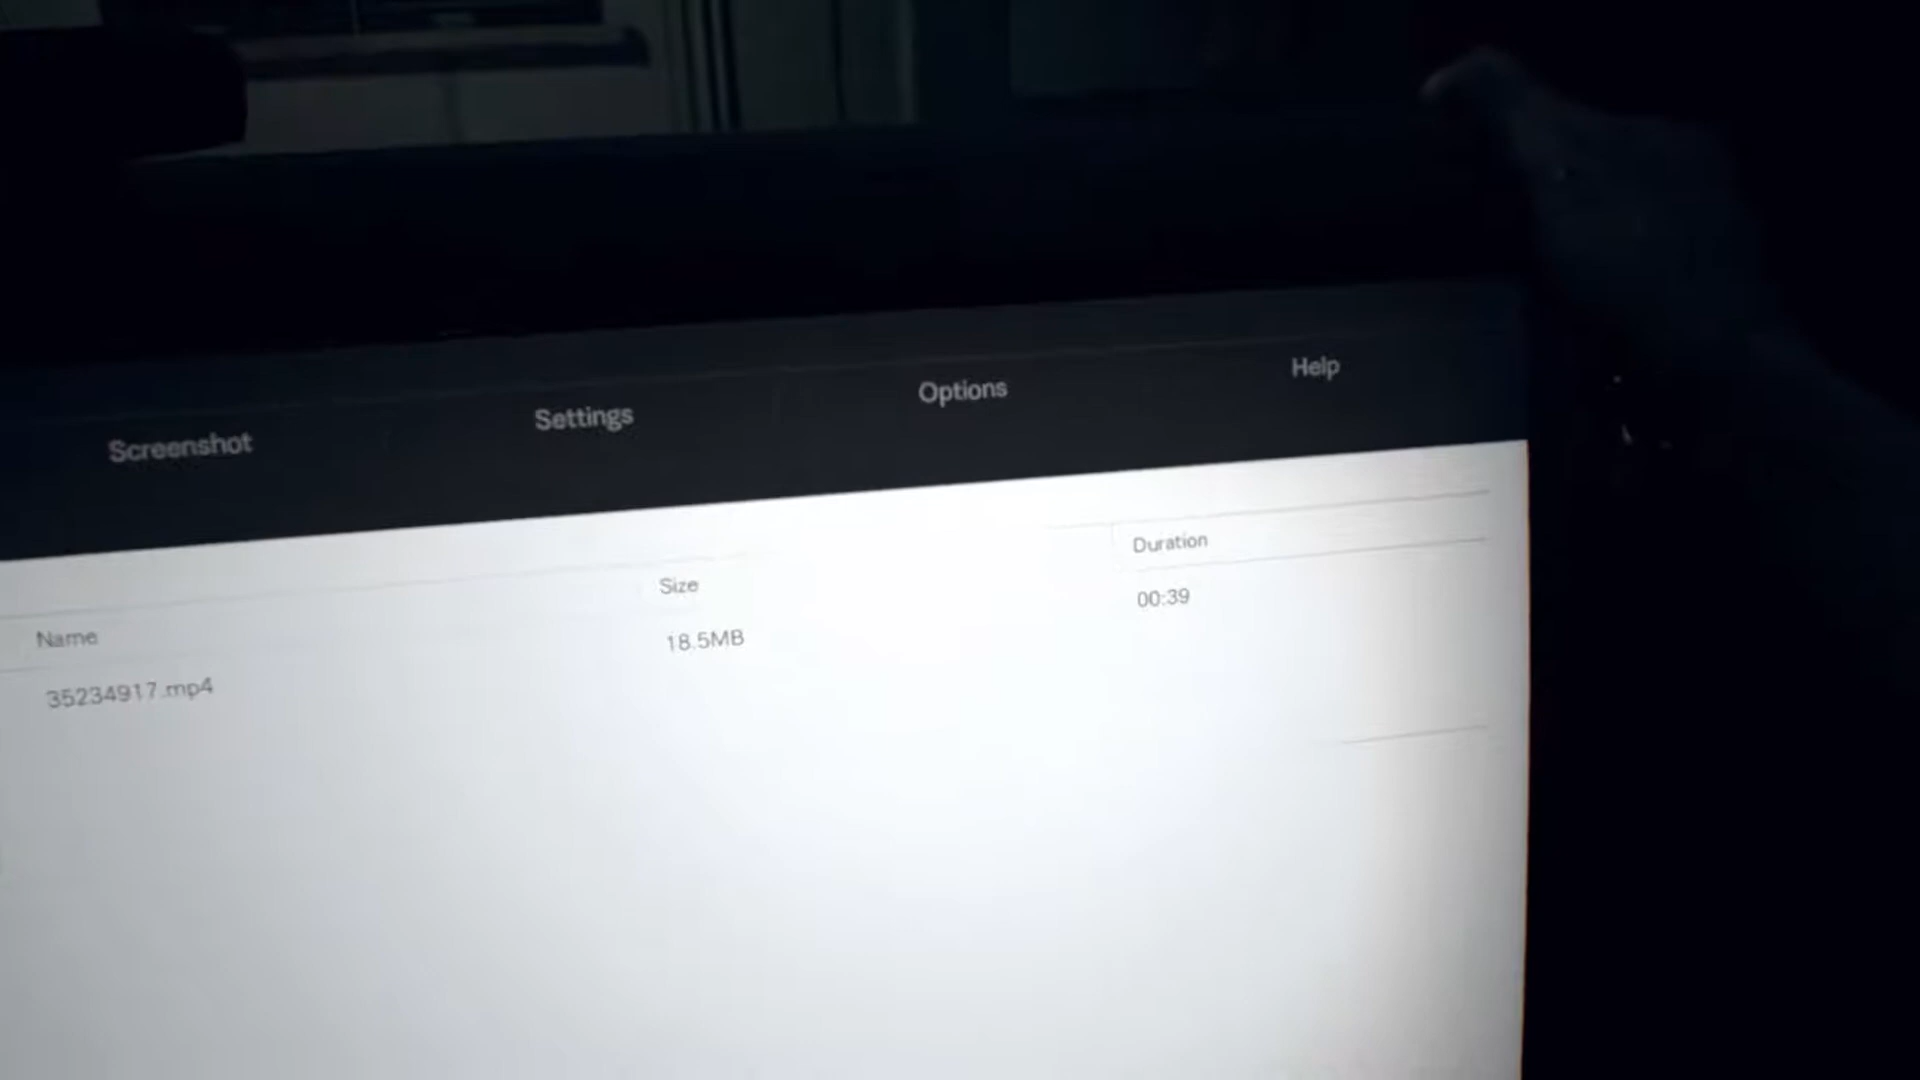 Screenshot Settings Options Help
Name Size Duration
35234917.mp4 18.5MB 00:39